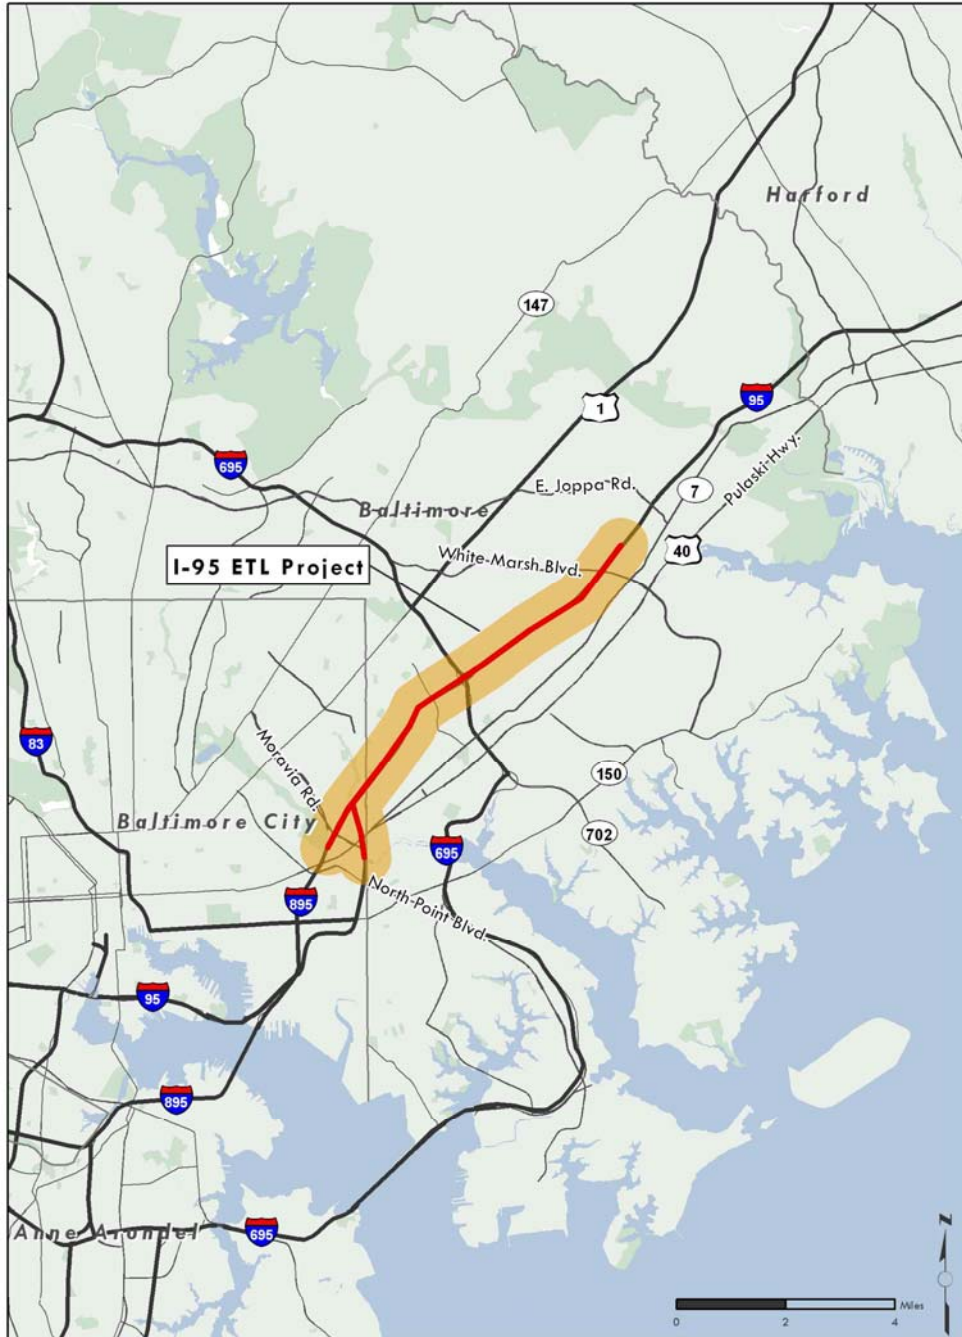 Harford
147
95
1
695
E. Joppa Rd.
7
Pulaski-Hwy.
Baltimore
40
White-Marsh Blvd.
I-95 ETL Project
83
Moravia Rd.
150
Baltimore City
702
695
895
North-Point Blvd.
95
895
Anne Arundel
695
N
Miles
0 2 4